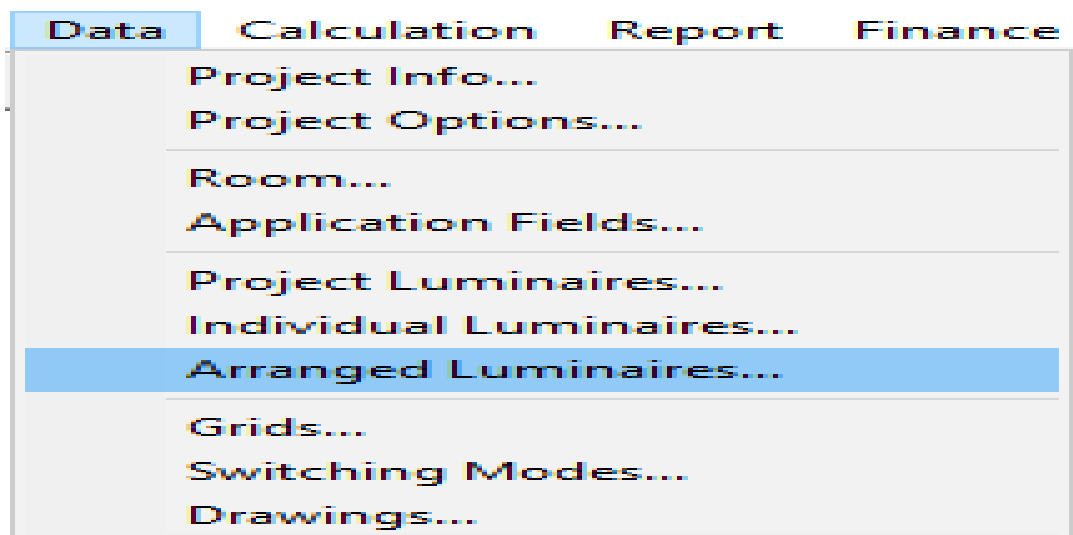 Data Calculation Report Finance
Project Info...
Project Options...
Room...
Application Fields...
Project Luminaires...
Individual Luminaires...
Arranged Luminaires...
Grids...
Switching Modes...
Drawings...